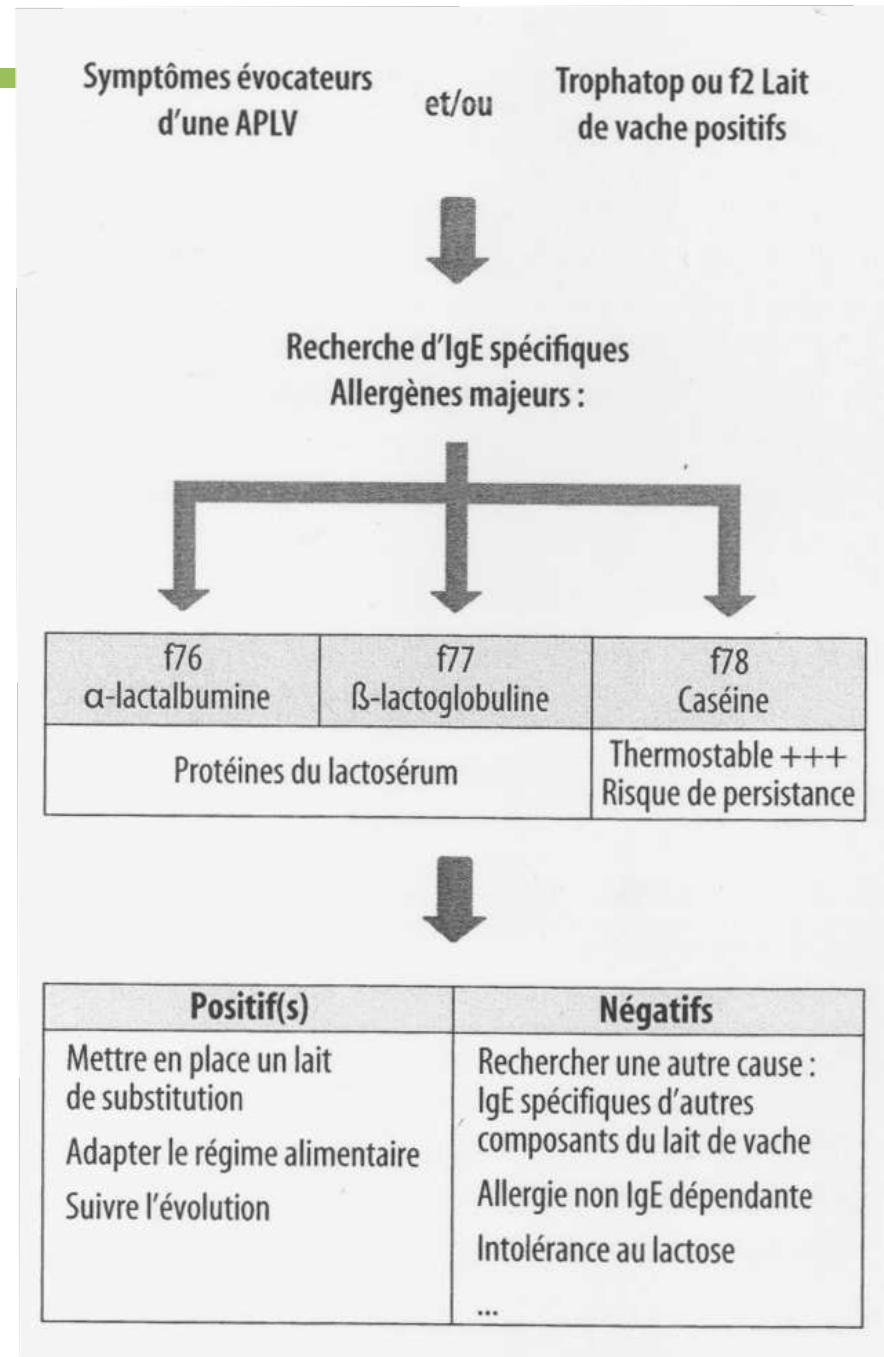 Symptômes évocateurs
d'une APLV
et/ou
Trophatop ou f2 Lait
de vache positifs
Recherche d'IgE spécifiques
Allergènes majeurs :
f76
α-lactalbumine
f77
ß-lactoglobuline
f78
Caséine
Protéines du lactosérum
Thermostable +++
Risque de persistance
Positif(s)
Mettre en place un lait
de substitution
Adapter le régime alimentaire
Suivre l'évolution
Négatifs
Rechercher une autre cause :
IgE spécifiques d'autres
composants du lait de vache
Allergie non IgE dépendante
Intolérance au lactose
...